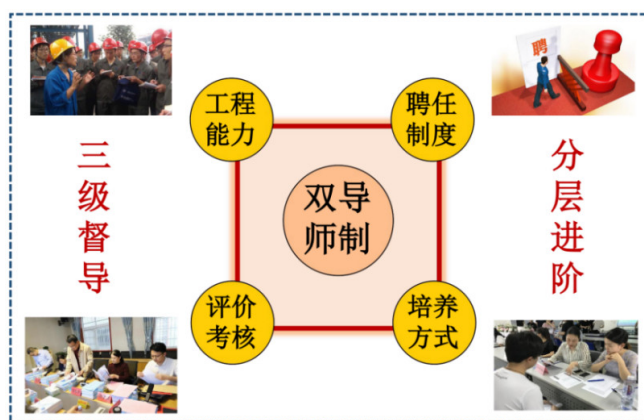 工程
能力
聘任
制度
聘
三级督导
双导
师制
分层进阶
评价
考核
培养
方式